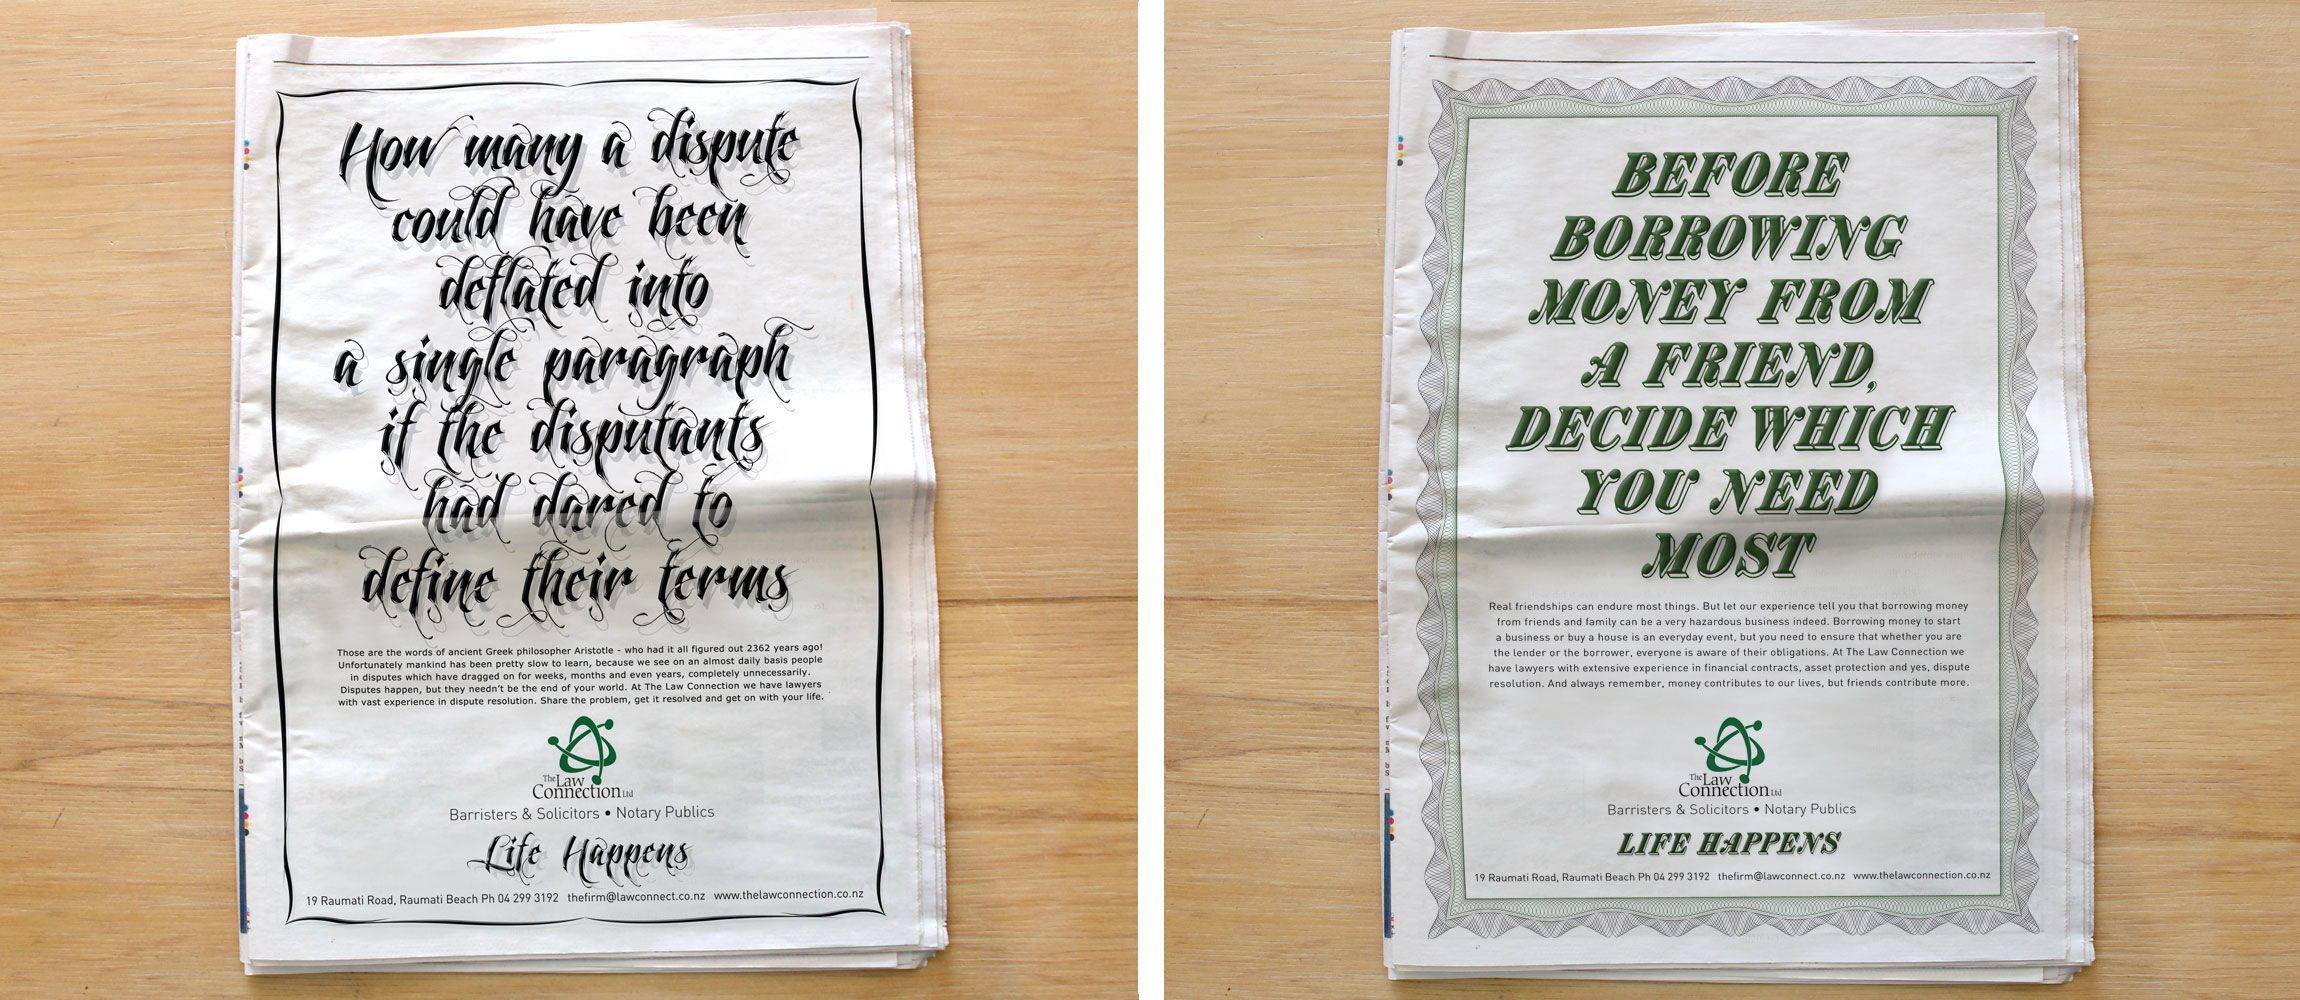 How many a dispute
could have been
deflated into
a single paragraph
if the disputants
had dared to
define their terms
Those are the words of ancient Greek philosopher Aristotle - who had it all figured out 2362 years ago!
Unfortunately mankind has been pretty slow to learn, because we see on an almost daily basis people
in disputes which have dragged on for weeks, months and even years, completely unnecessarily.
Disputes happen, but they needn't be the end of your world. At The Law Connection we have lawyers
with vast experience in dispute resolution. Share the problem, get it resolved and get on with your life.
The Law
Connection Ltd
Barristers & Solicitors • Notary Publics
Life Happens
19 Raumati Road, Raumati Beach Ph 04 299 3192 thefirm@lawconnect.co.nz www.thelawconnection.co.nz
BEFORE
BORROWING
MONEY FROM
A FRIEND,
DECIDE WHICH
YOU NEED
MOST
Real friendships can endure most things. But let our experience tell you that borrowing money
from friends and family can be a very hazardous business indeed. Borrowing money to start
a business or buy a house is an everyday event, but you need to ensure that whether you are
the lender or the borrower, everyone is aware of their obligations. At The Law Connection we
have lawyers with extensive experience in financial contracts, asset protection and yes, dispute
resolution. And always remember, money contributes to our lives, but friends contribute more.
The Law
Connection Ltd
Barristers & Solicitors • Notary Publics
LIFE HAPPENS
19 Raumati Road, Raumati Beach Ph 04 299 3192 thefirm@lawconnect.co.nz www.thelawconnection.co.nz